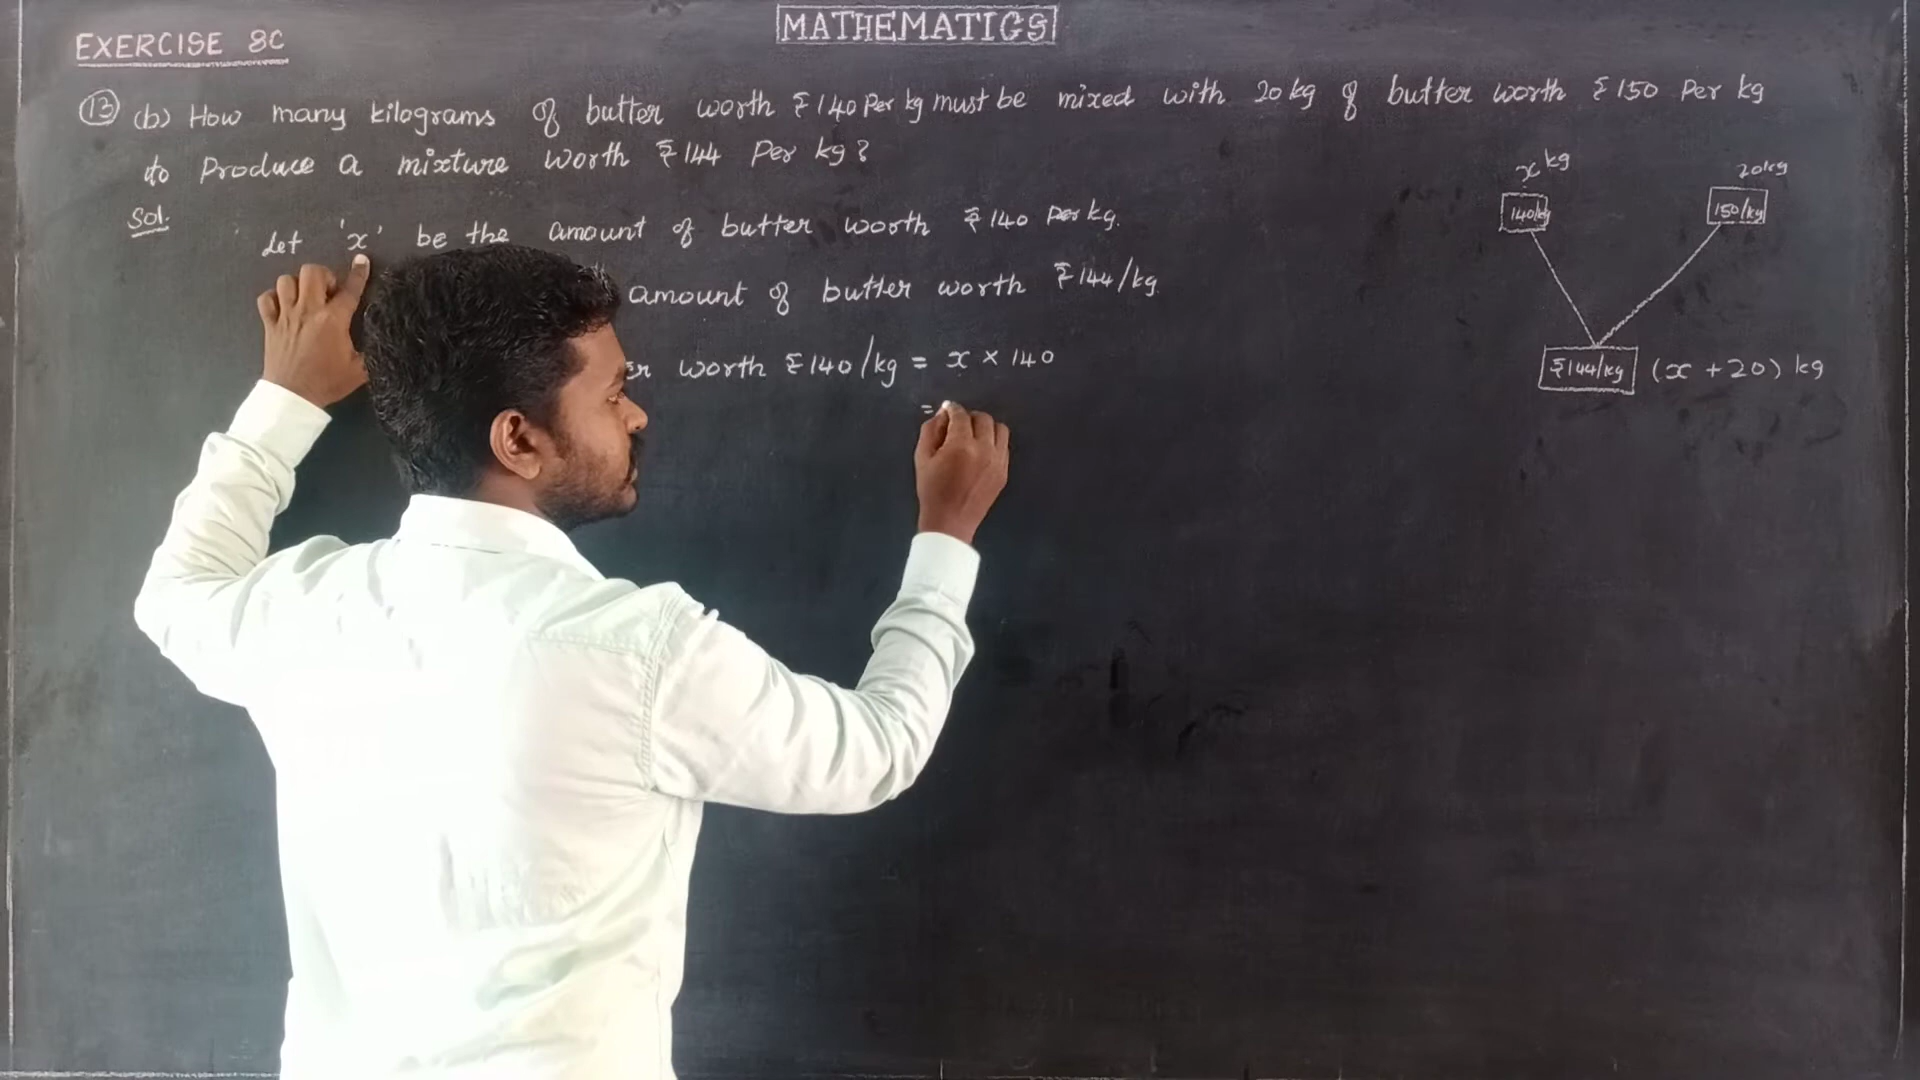 MATHEMATICS
EXERCISE 8C
(13) (b) How many kilograms of butter worth ₹140 Per kg must be mixed with 20kg of butter worth ₹150 Per kg
to Produce a mixture worth ₹144 Per kg?
Sol.
Let 'x' be the amount of butter worth ₹140 Per kg.
amount of butter worth ₹144/kg.
worth ₹140/kg = x × 140
=
x kg
20kg
140/kg
150/kg
₹144/kg (x + 20) kg